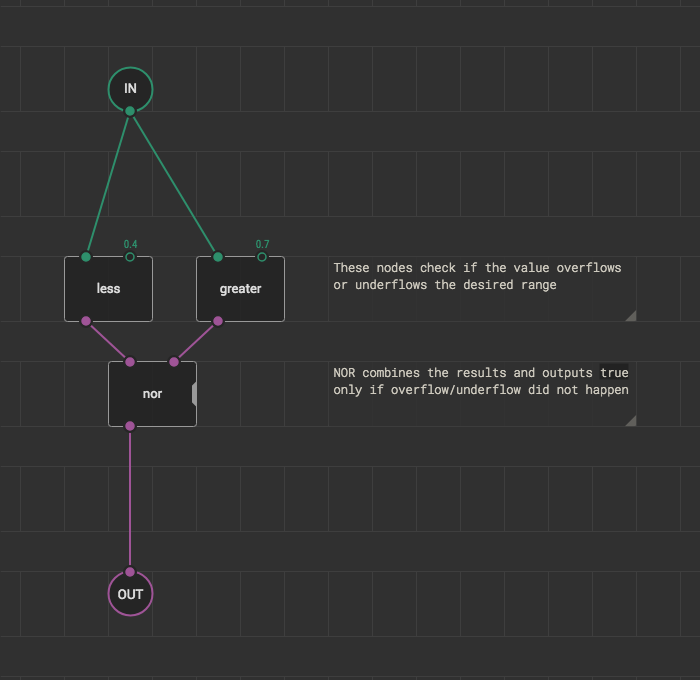 IN
0.4
0.7
less
greater
These nodes check if the value overflows
or underflows the desired range
nor
NOR combines the results and outputs true
only if overflow/underflow did not happen
OUT